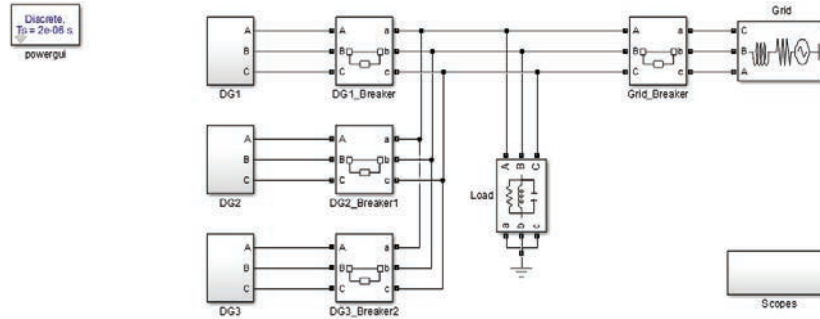 Discrete,
Ts = 2e-06 s.
powergui
A
B
C
DG1
A
B
C
a
b
c
DG1_Breaker
A
B
C
a
b
c
Grid_Breaker
Grid
C
B
A
A
B
C
DG2
A
B
C
a
b
c
DG2_Breaker1
Load
A
B
C
a
b
c
A
B
C
DG3
A
B
C
a
b
c
DG3_Breaker2
Scopes